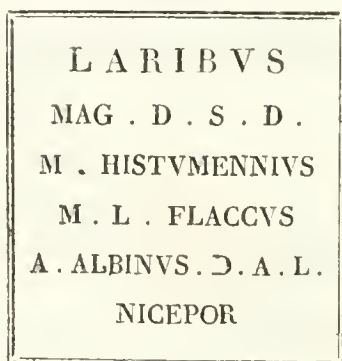 LARIBVS
MAG . D . S . D .
M . HISTVMENNIVS
M . L . FLACCVS
A . ALBINVS . Ɔ . A . L .
NICEPOR